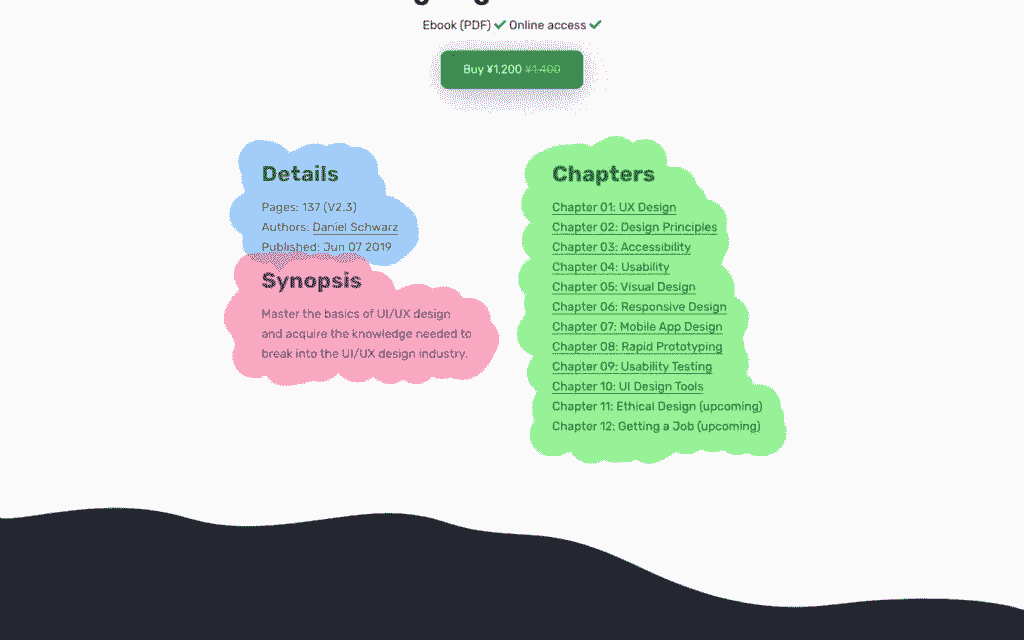 Ebook (PDF) ✔ Online access ✔
Buy ¥1,200 ¥1,400
Details
Pages: 137 (V2.3)
Authors: Daniel Schwarz
Published: Jun 07 2019
Synopsis
Master the basics of UI/UX design
and acquire the knowledge needed to
break into the UI/UX design industry.
Chapters
Chapter 01: UX Design
Chapter 02: Design Principles
Chapter 03: Accessibility
Chapter 04: Usability
Chapter 05: Visual Design
Chapter 06: Responsive Design
Chapter 07: Mobile App Design
Chapter 08: Rapid Prototyping
Chapter 09: Usability Testing
Chapter 10: UI Design Tools
Chapter 11: Ethical Design (upcoming)
Chapter 12: Getting a Job (upcoming)